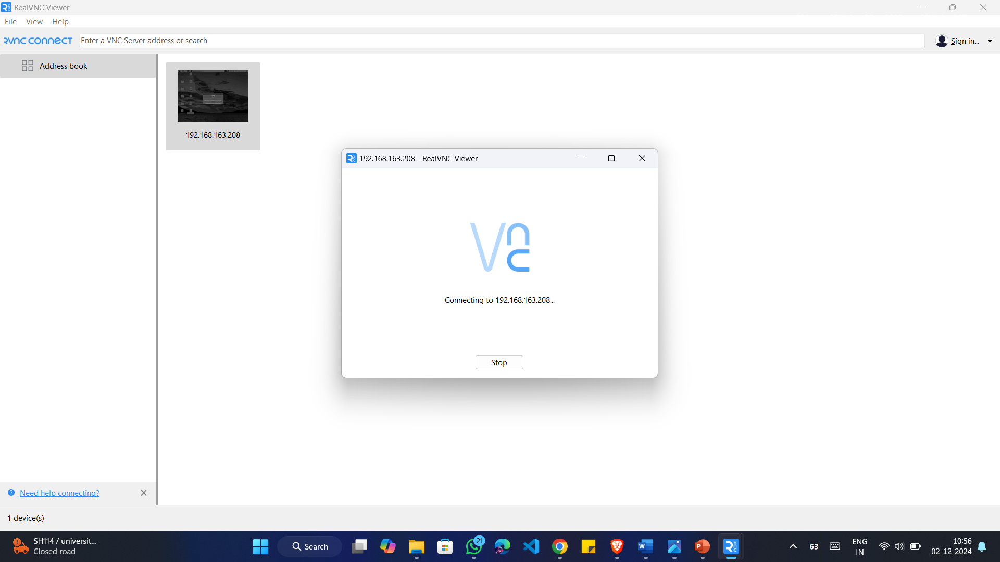 RealVNC Viewer
File View Help
RVNC CONNECT
Enter a VNC Server address or search
Sign in...
Address book
192.168.163.208
192.168.163.208 - RealVNC Viewer
VNC
Connecting to 192.168.163.208...
Stop
Need help connecting?
1 device(s)
SH114 / universit...
Closed road
Search
21
63
ENG
IN
10:56
02-12-2024